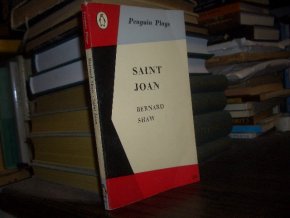 Penguin Plays
SAINT
JOAN
BERNARD
SHAW